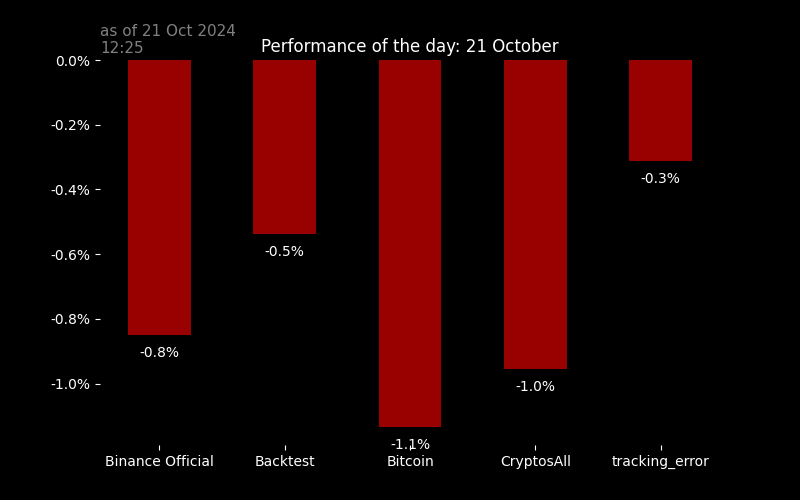 as of 21 Oct 2024
12:25
Performance of the day: 21 October
0.0%
-0.2%
-0.4%
-0.6%
-0.8%
-1.0%
-0.8%
-0.5%
-1.1%
-1.0%
-0.3%
Binance Official
Backtest
Bitcoin
CryptosAll
tracking_error